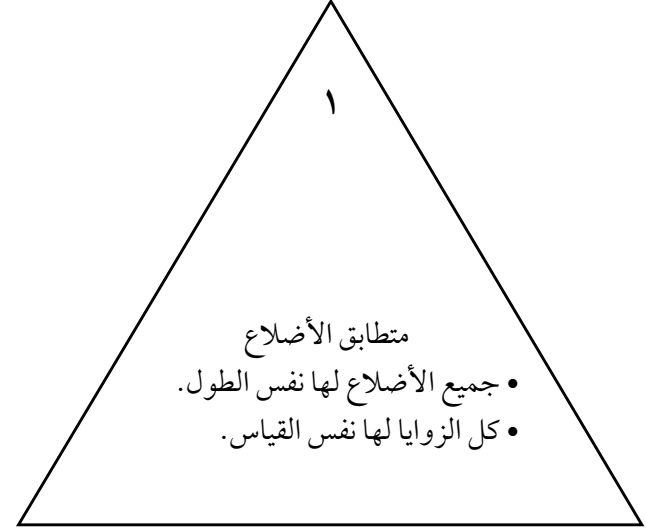 ١
متطابق الأضلاع
• جميع الأضلاع لها نفس الطول.
• كل الزوايا لها نفس القياس.